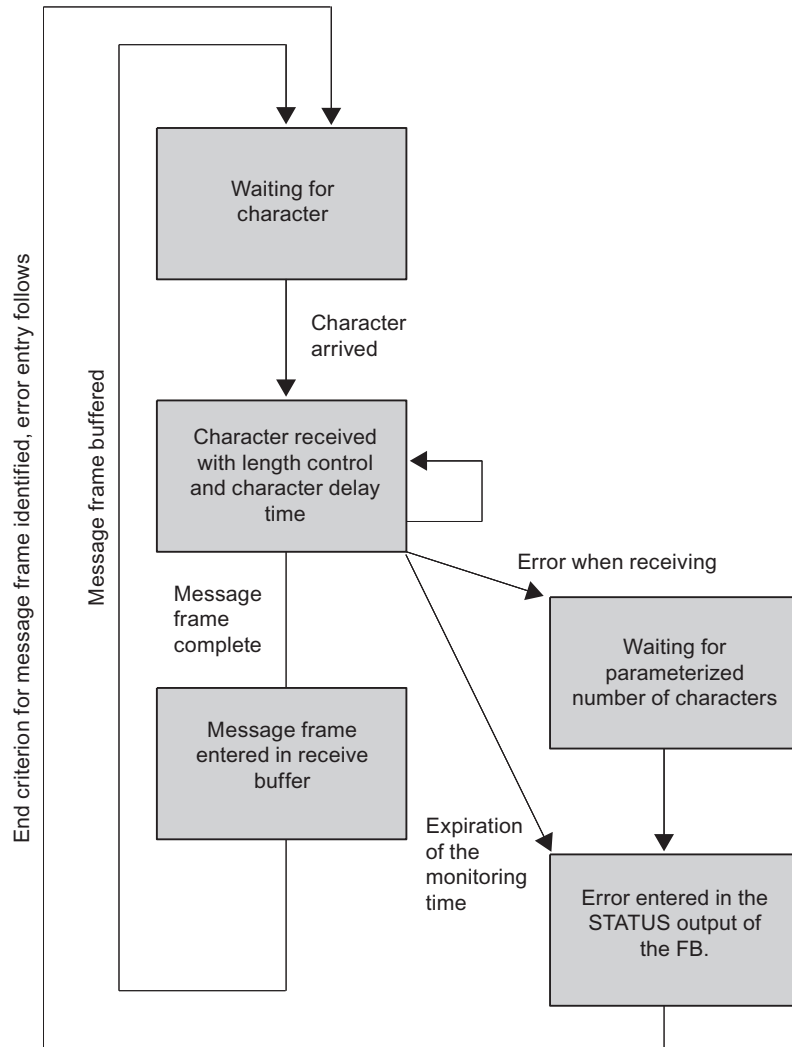 End criterion for message frame identified, error entry follows
Message frame buffered
Waiting for
character
Character
arrived
Character received
with length control
and character delay
time
Error when receiving
Message
frame
complete
Waiting for
parameterized
number of characters
Message frame
entered in receive
buffer
Expiration
of the
monitoring
time
Error entered in the
STATUS output of
the FB.